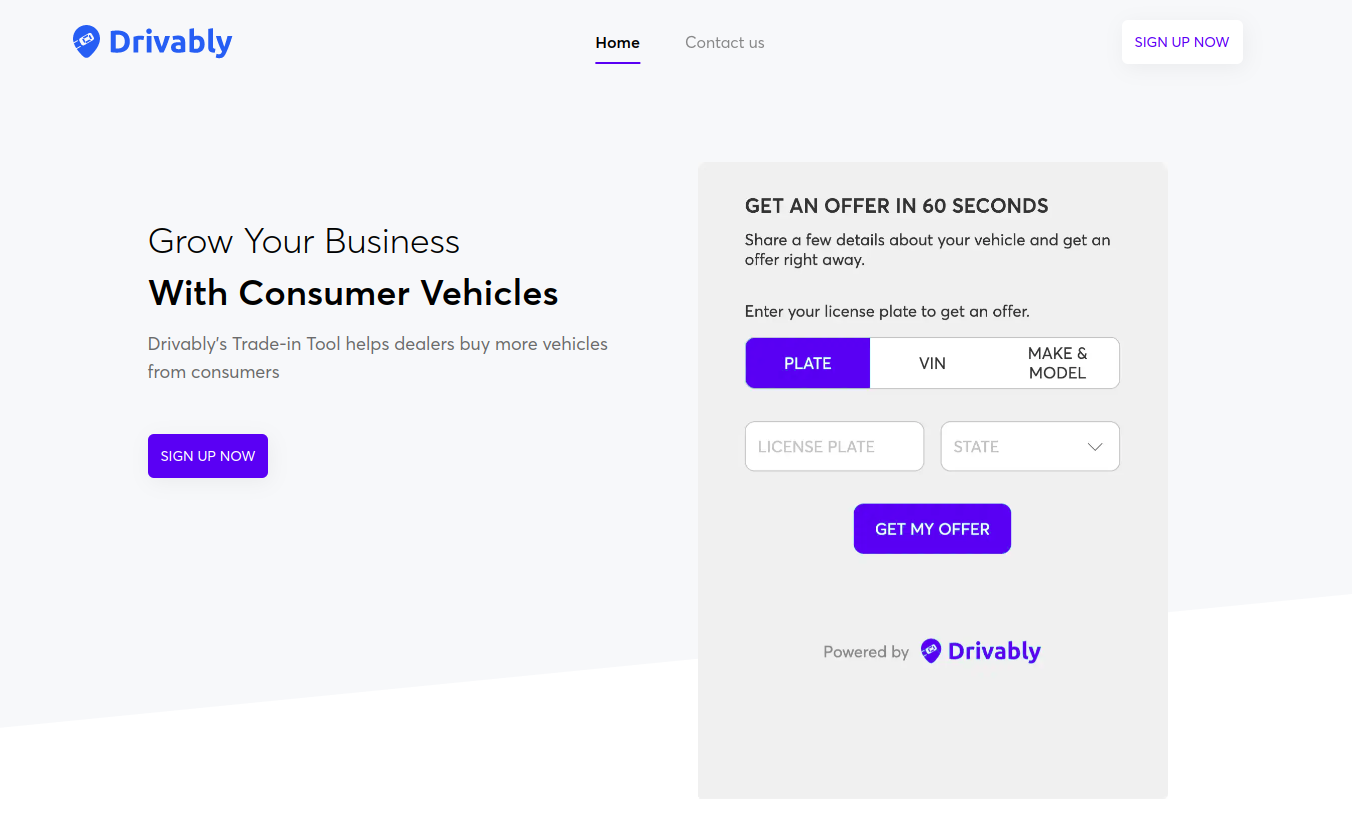 Drivably
Home
Contact us
SIGN UP NOW
Grow Your Business
With Consumer Vehicles
Drivably's Trade-in Tool helps dealers buy more vehicles
from consumers
SIGN UP NOW
GET AN OFFER IN 60 SECONDS
Share a few details about your vehicle and get an
offer right away.
Enter your license plate to get an offer.
PLATE
VIN
MAKE &
MODEL
LICENSE PLATE
STATE
GET MY OFFER
Powered by Drivably